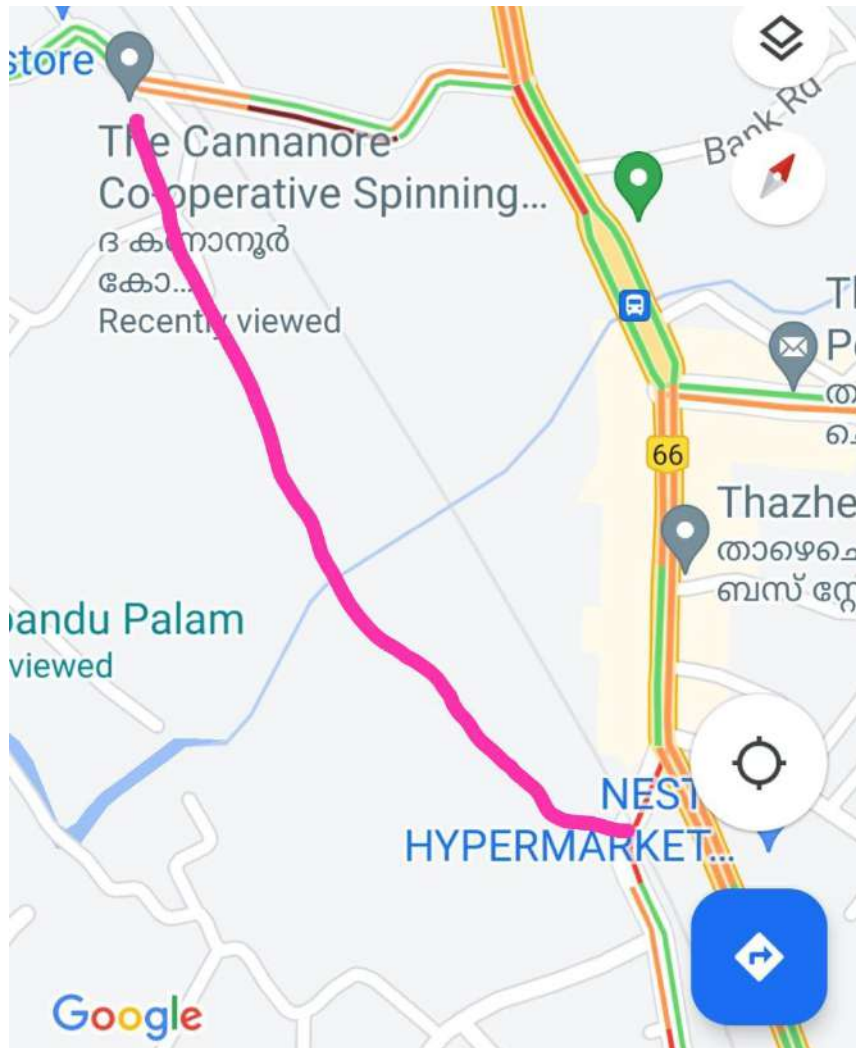 store
The Cannanore
Co-operative Spinning...
ദ കണ്ണാനൂർ
കോ...
Recently viewed
Bank Rd
66
Thazhe
താഴെചൊ
ബസ് സ്റ്റോ
andu Palam
viewed
NEST
HYPERMARKET...
Google